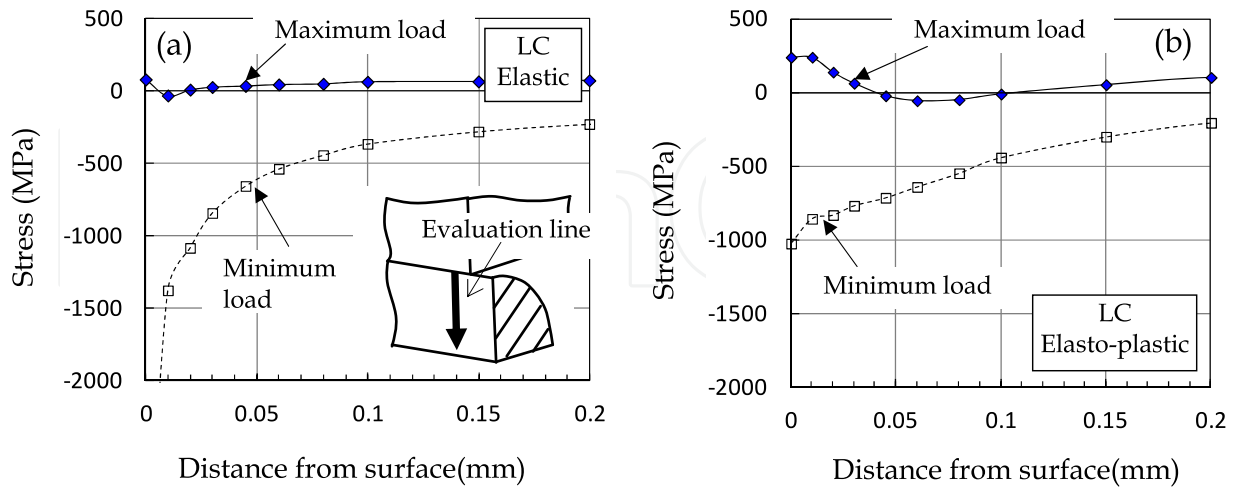 500
0
-500
-1000
-1500
-2000
Stress (MPa)
(a)
Maximum load
LC
Elastic
Evaluation line
Minimum
load
0
0.05
0.1
0.15
0.2
Distance from surface(mm)
500
0
-500
-1000
-1500
-2000
Stress (MPa)
Maximum load
(b)
Minimum load
LC
Elasto-plastic
0
0.05
0.1
0.15
0.2
Distance from surface(mm)